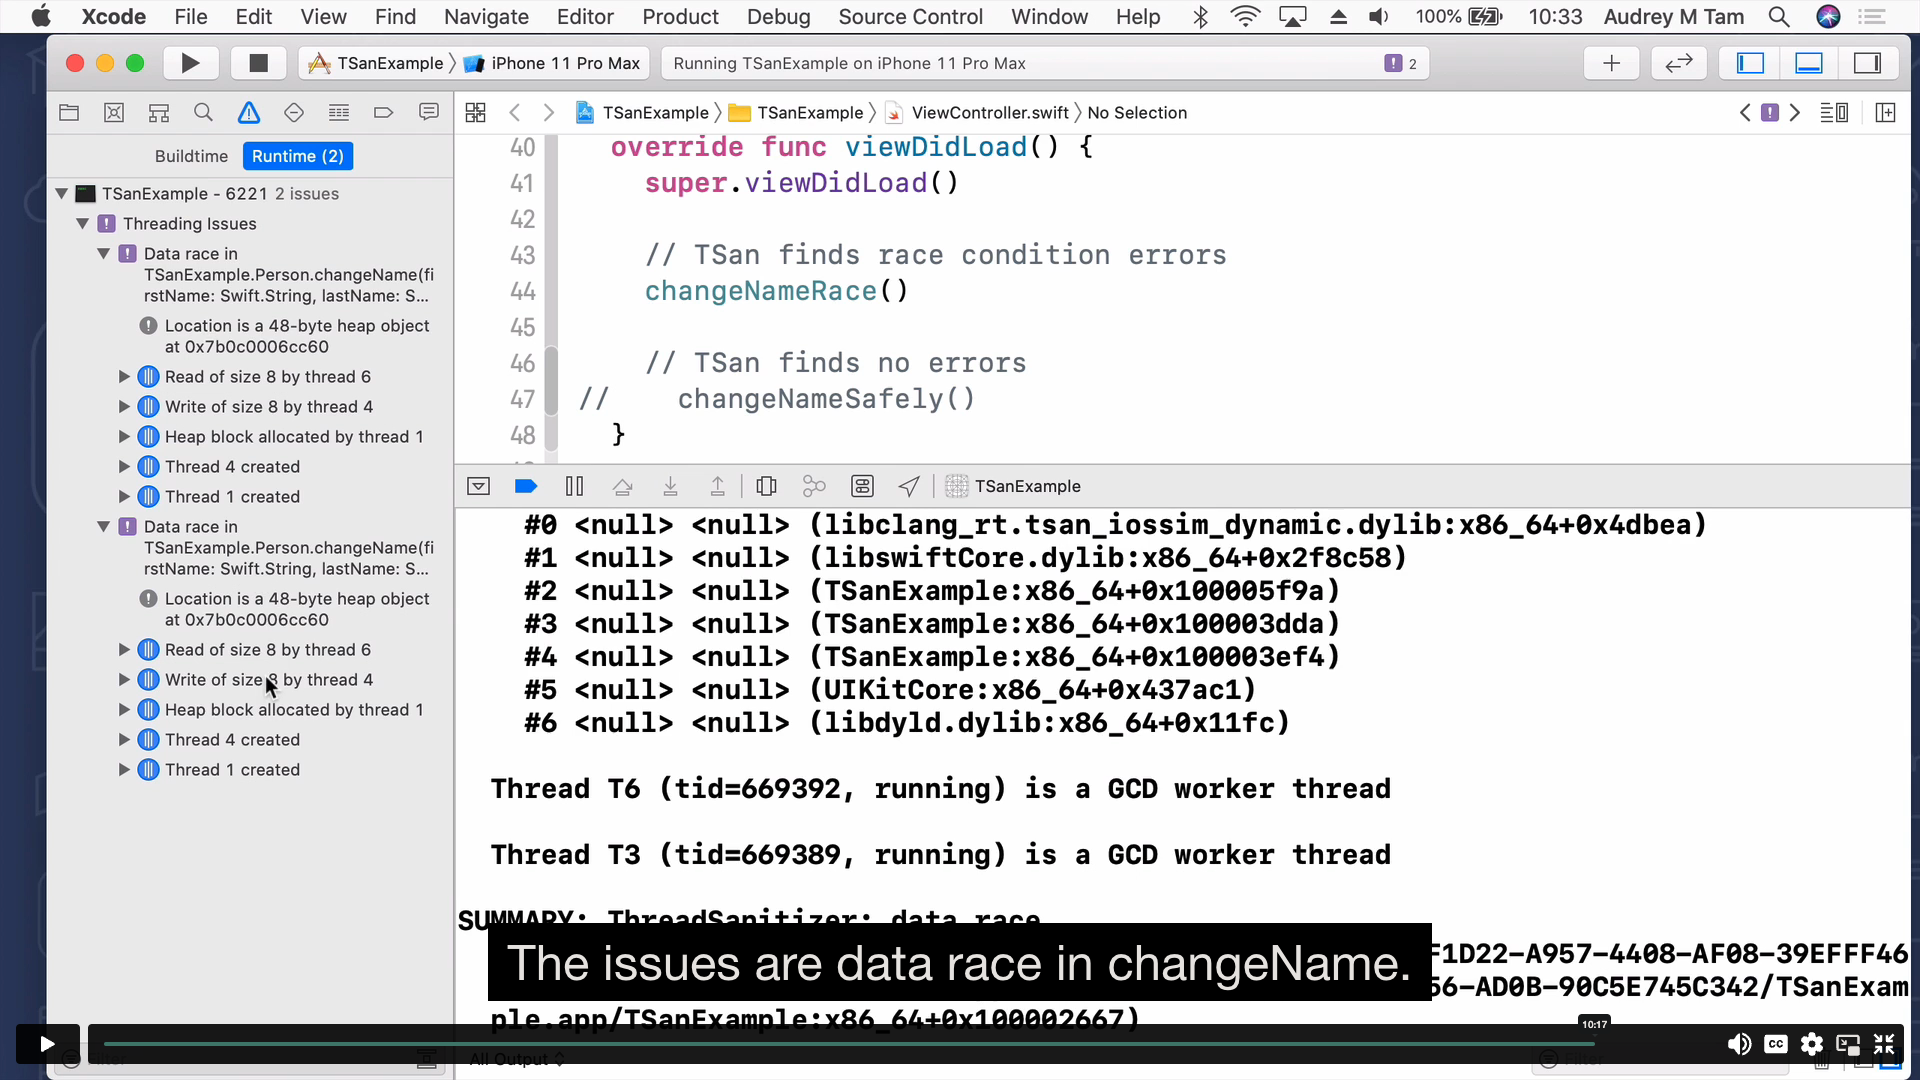 Xcode File Edit View Find Navigate Editor Product Debug Source Control Window Help 100% 10:33 Audrey M Tam
TSanExample iPhone 11 Pro Max Running TSanExample on iPhone 11 Pro Max 2
TSanExample TSanExample ViewController.swift No Selection
Buildtime Runtime (2)
TSanExample - 6221 2 issues
Threading Issues
Data race in
TSanExample.Person.changeName(fi
rstName: Swift.String, lastName: S...
Location is a 48-byte heap object
at 0x7b0c0006cc60
Read of size 8 by thread 6
Write of size 8 by thread 4
Heap block allocated by thread 1
Thread 4 created
Thread 1 created
Data race in
TSanExample.Person.changeName(fi
rstName: Swift.String, lastName: S...
Location is a 48-byte heap object
at 0x7b0c0006cc60
Read of size 8 by thread 6
Write of size 8 by thread 4
Heap block allocated by thread 1
Thread 4 created
Thread 1 created
40 override func viewDidLoad() {
41 super.viewDidLoad()
42
43 // TSan finds race condition errors
44 changeNameRace()
45
46 // TSan finds no errors
47 // changeNameSafely()
48 }
TSanExample
#0 <null> <null> (libclang_rt.tsan_iossim_dynamic.dylib:x86_64+0x4dbea)
#1 <null> <null> (libswiftCore.dylib:x86_64+0x2f8c58)
#2 <null> <null> (TSanExample:x86_64+0x100005f9a)
#3 <null> <null> (TSanExample:x86_64+0x100003dda)
#4 <null> <null> (TSanExample:x86_64+0x100003ef4)
#5 <null> <null> (UIKitCore:x86_64+0x437ac1)
#6 <null> <null> (libdyld.dylib:x86_64+0x11fc)
Thread T6 (tid=669392, running) is a GCD worker thread
Thread T3 (tid=669389, running) is a GCD worker thread
SUMMARY: ThreadSanitizer: data race
F1D22-A957-4408-AF08-39EFFF46
The issues are data race in changeName.
56-AD0B-90C5E745C342/TSanExam
ple.app/TSanExample:x86_64+0x100002667)
10:17
CC
Filter All Output Filter